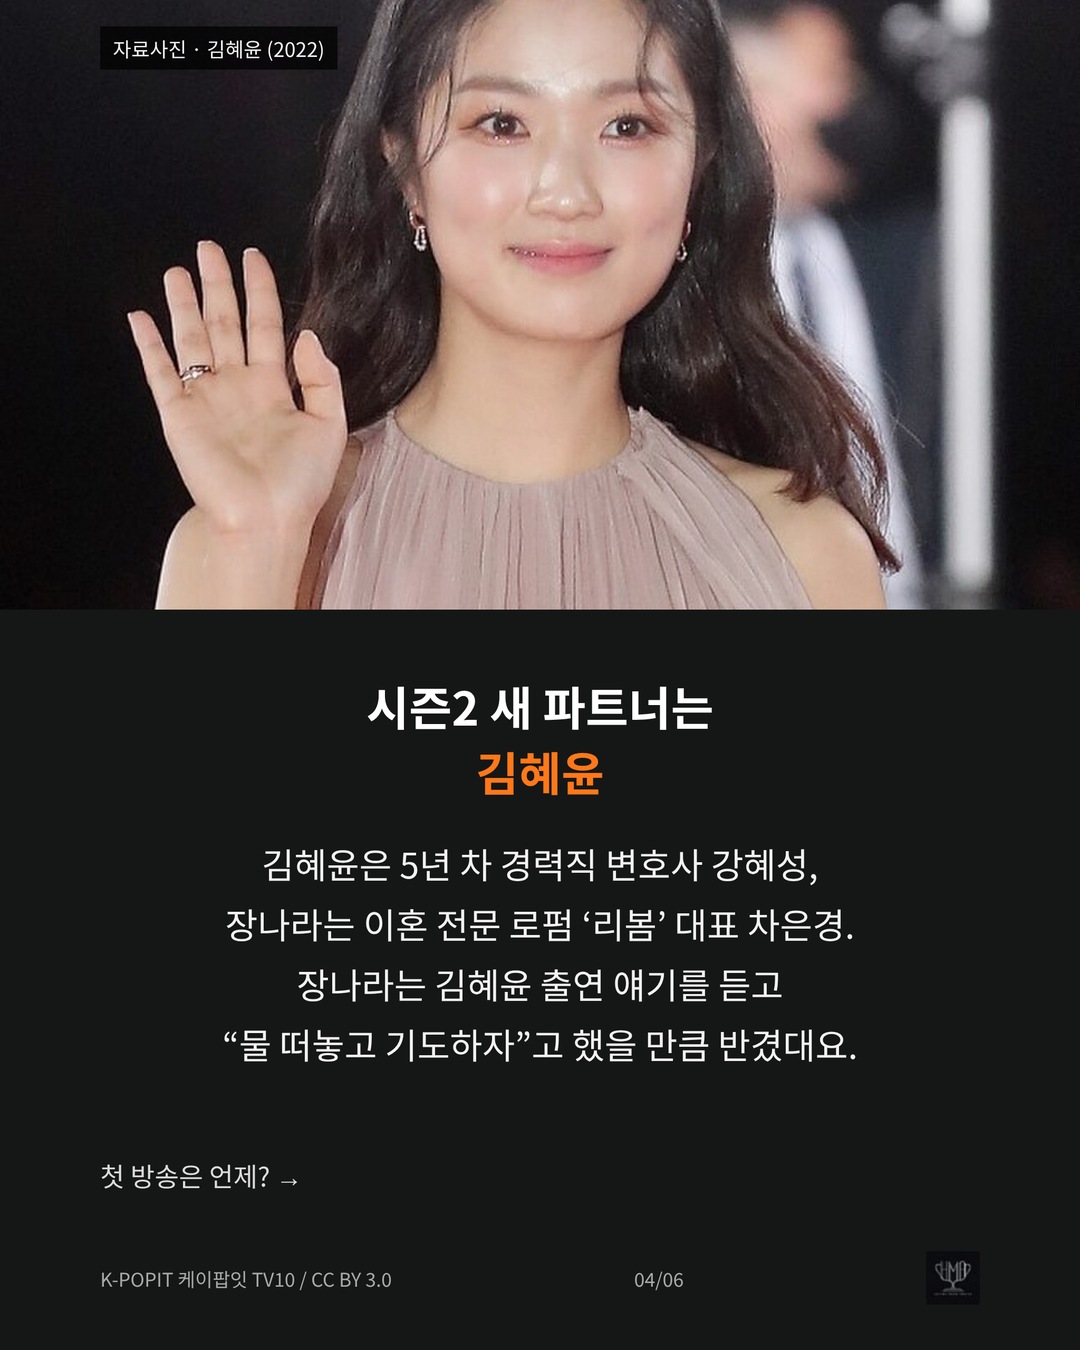 자료사진 · 김혜윤 (2022)
시즌2 새 파트너는
김혜윤
김혜윤은 5년 차 경력직 변호사 강혜성,
장나라는 이혼 전문 로펌 ‘리봄’ 대표 차은경.
장나라는 김혜윤 출연 얘기를 듣고
“물 떠놓고 기도하자”고 했을 만큼 반겼대요.
첫 방송은 언제? →
K-POPIT 케이팝잇 TV10 / CC BY 3.0
04/06